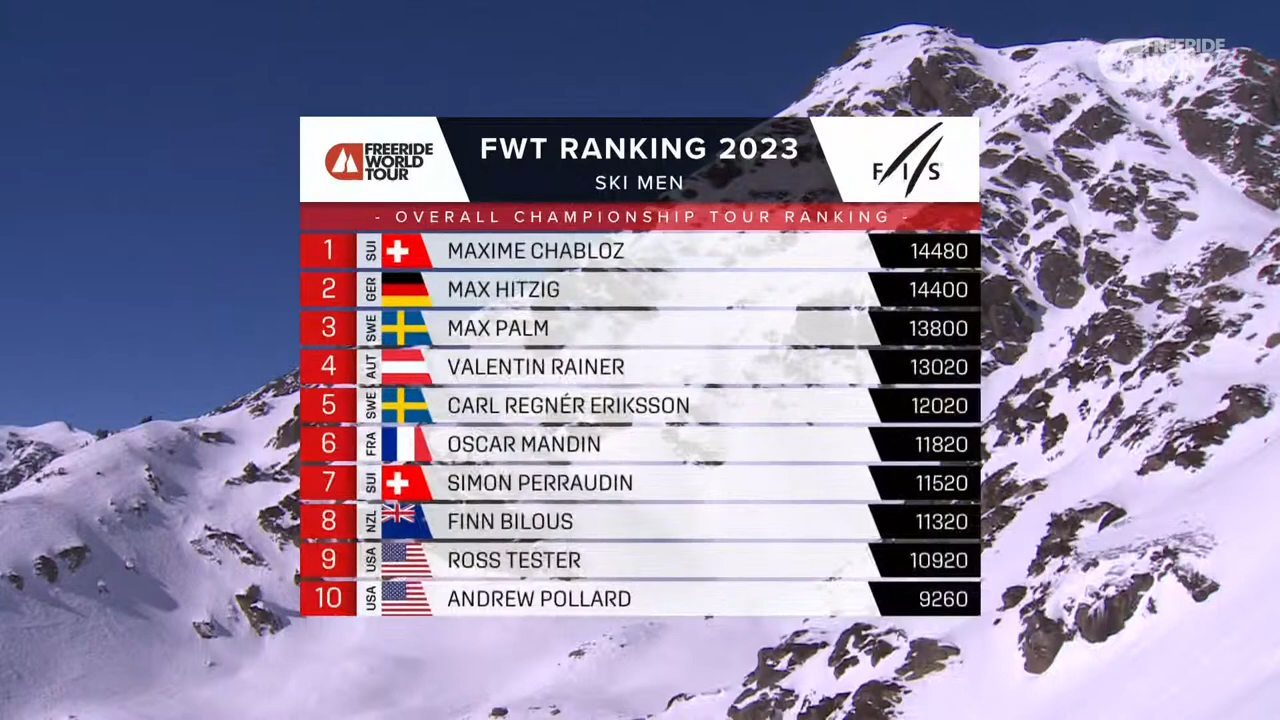 FREERIDE
WORLD
TOUR
FREERIDE
WORLD
TOUR
FWT RANKING 2023
SKI MEN
FIS
- OVERALL CHAMPIONSHIP TOUR RANKING -
1 SUI MAXIME CHABLOZ 14480
2 GER MAX HITZIG 14400
3 SWE MAX PALM 13800
4 AUT VALENTIN RAINER 13020
5 SWE CARL REGNÉR ERIKSSON 12020
6 FRA OSCAR MANDIN 11820
7 SUI SIMON PERRAUDIN 11520
8 NZL FINN BILOUS 11320
9 USA ROSS TESTER 10920
10 USA ANDREW POLLARD 9260